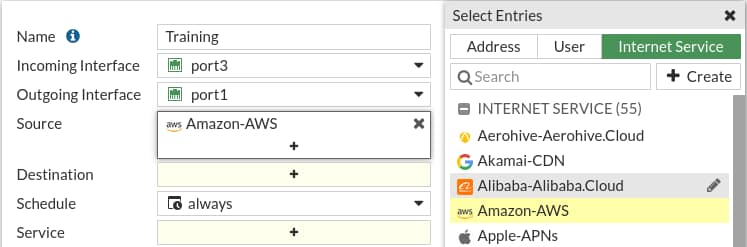 Name Training
Incoming Interface port3
Outgoing Interface port1
Source aws Amazon-AWS
+
Destination +
Schedule always
Service +
Select Entries
Address User Internet Service
Search + Create
INTERNET SERVICE (55)
Aerohive-Aerohive.Cloud
Akamai-CDN
Alibaba-Alibaba.Cloud
aws Amazon-AWS
Apple-APNs